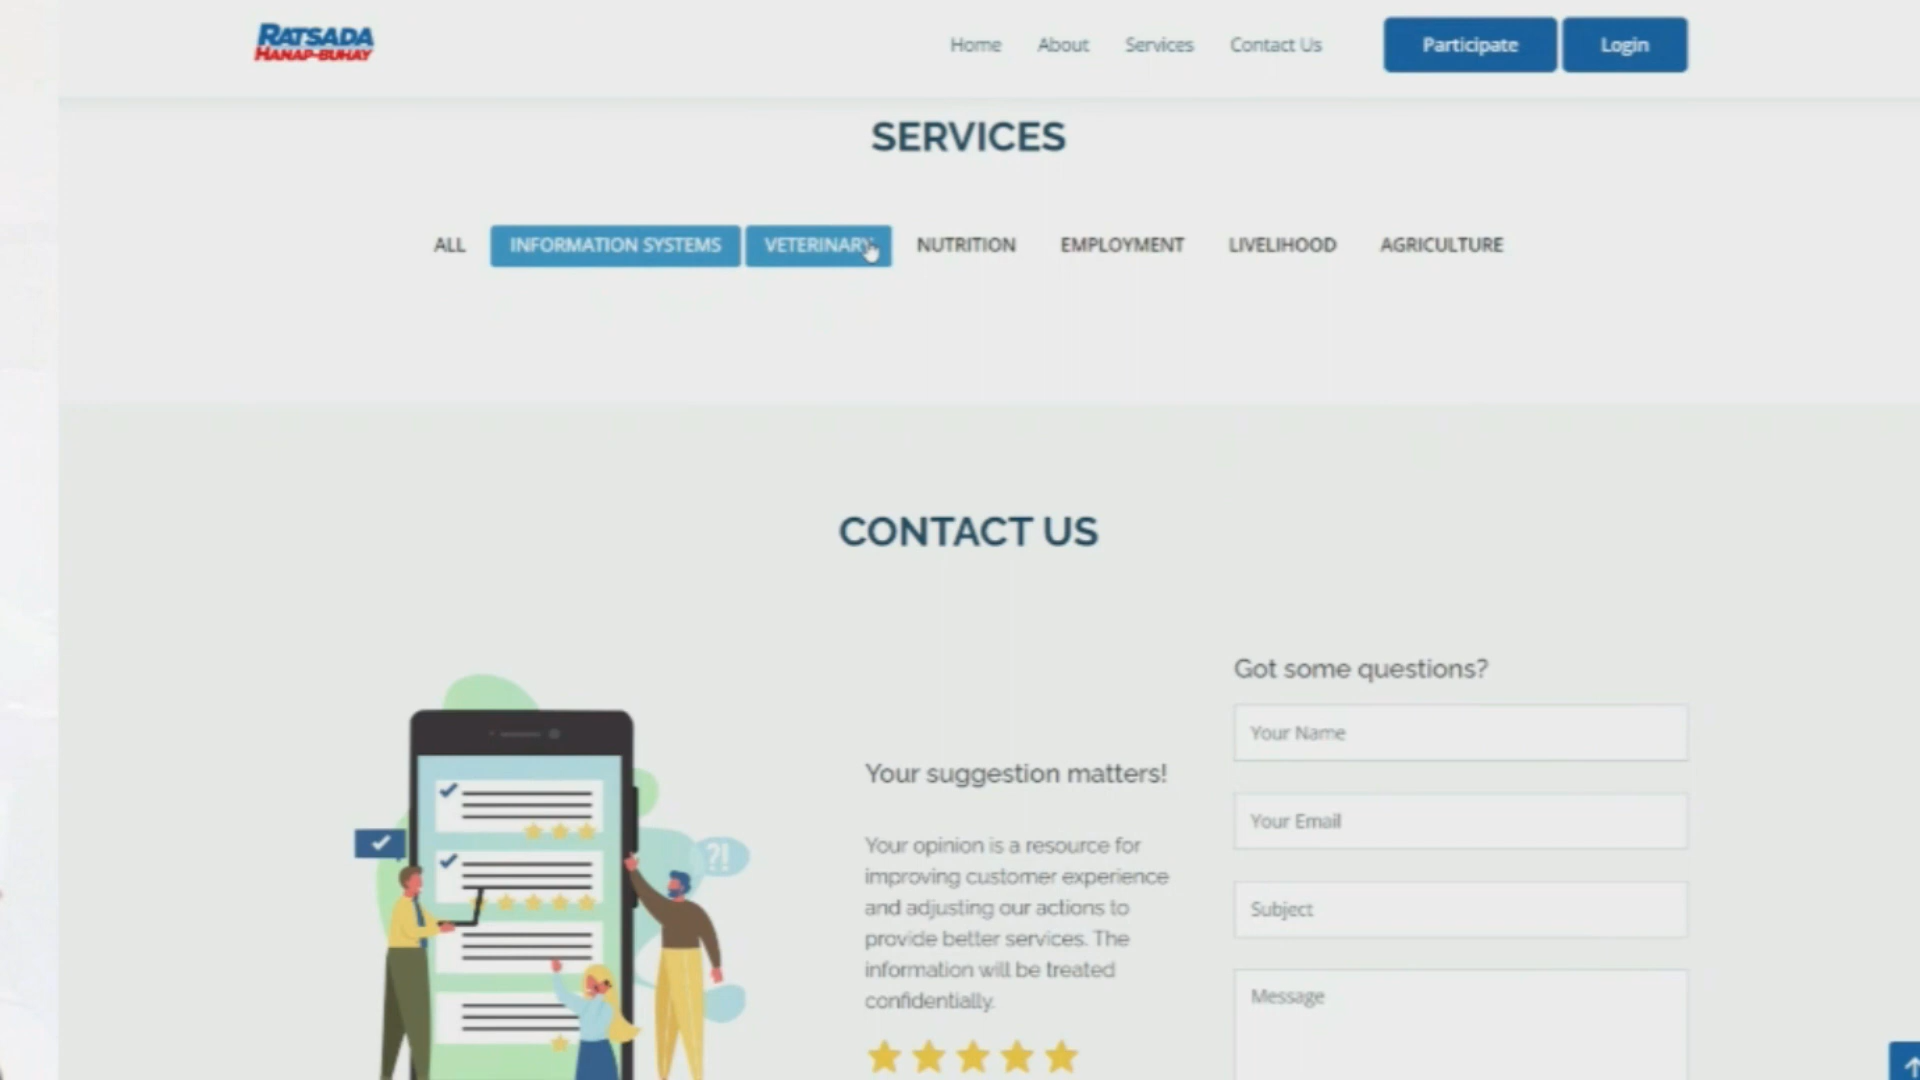 RATSADA
HANAP-BUHAY
Home About Services Contact Us Participate Login
SERVICES
ALL INFORMATION SYSTEMS VETERINARY NUTRITION EMPLOYMENT LIVELIHOOD AGRICULTURE
CONTACT US
Got some questions?
Your Name
Your suggestion matters!
Your Email
?!
Your opinion is a resource for
improving customer experience
and adjusting our actions to
provide better services. The
information will be treated
confidentially.
Subject
Message